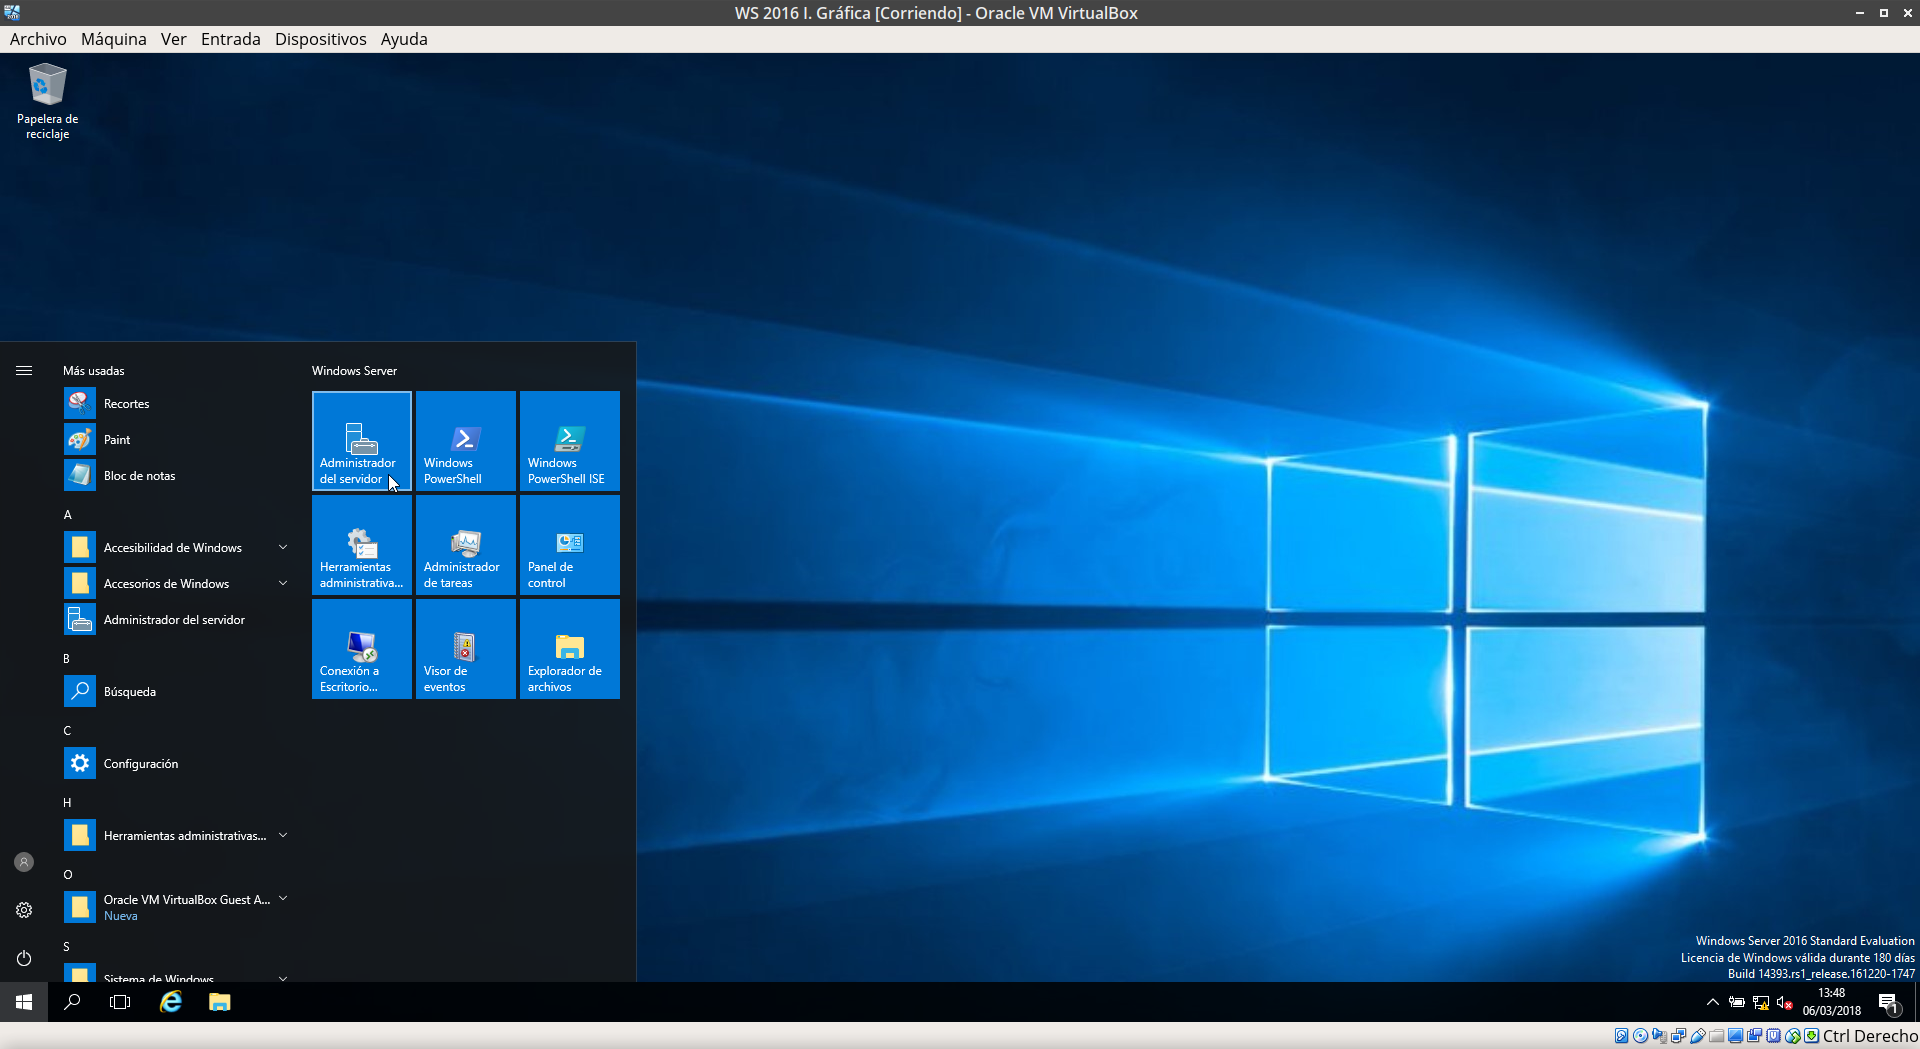 WS 2016 I. Gráfica [Corriendo] - Oracle VM VirtualBox
Archivo Máquina Ver Entrada Dispositivos Ayuda
Papelera de
reciclaje
Más usadas
Recortes
Paint
Bloc de notas
A
Accesibilidad de Windows
Accesorios de Windows
Administrador del servidor
B
Búsqueda
C
Configuración
H
Herramientas administrativas...
O
Oracle VM VirtualBox Guest A...
Nueva
S
Sistema de Windows
Windows Server
Administrador
del servidor
Windows
PowerShell
Windows
PowerShell ISE
Herramientas
administrativa...
Administrador
de tareas
Panel de
control
Conexión a
Escritorio...
Visor de
eventos
Explorador de
archivos
Windows Server 2016 Standard Evaluation
Licencia de Windows válida durante 180 días
Build 14393.rs1_release.161220-1747
13:48
06/03/2018
1
Ctrl Derecho